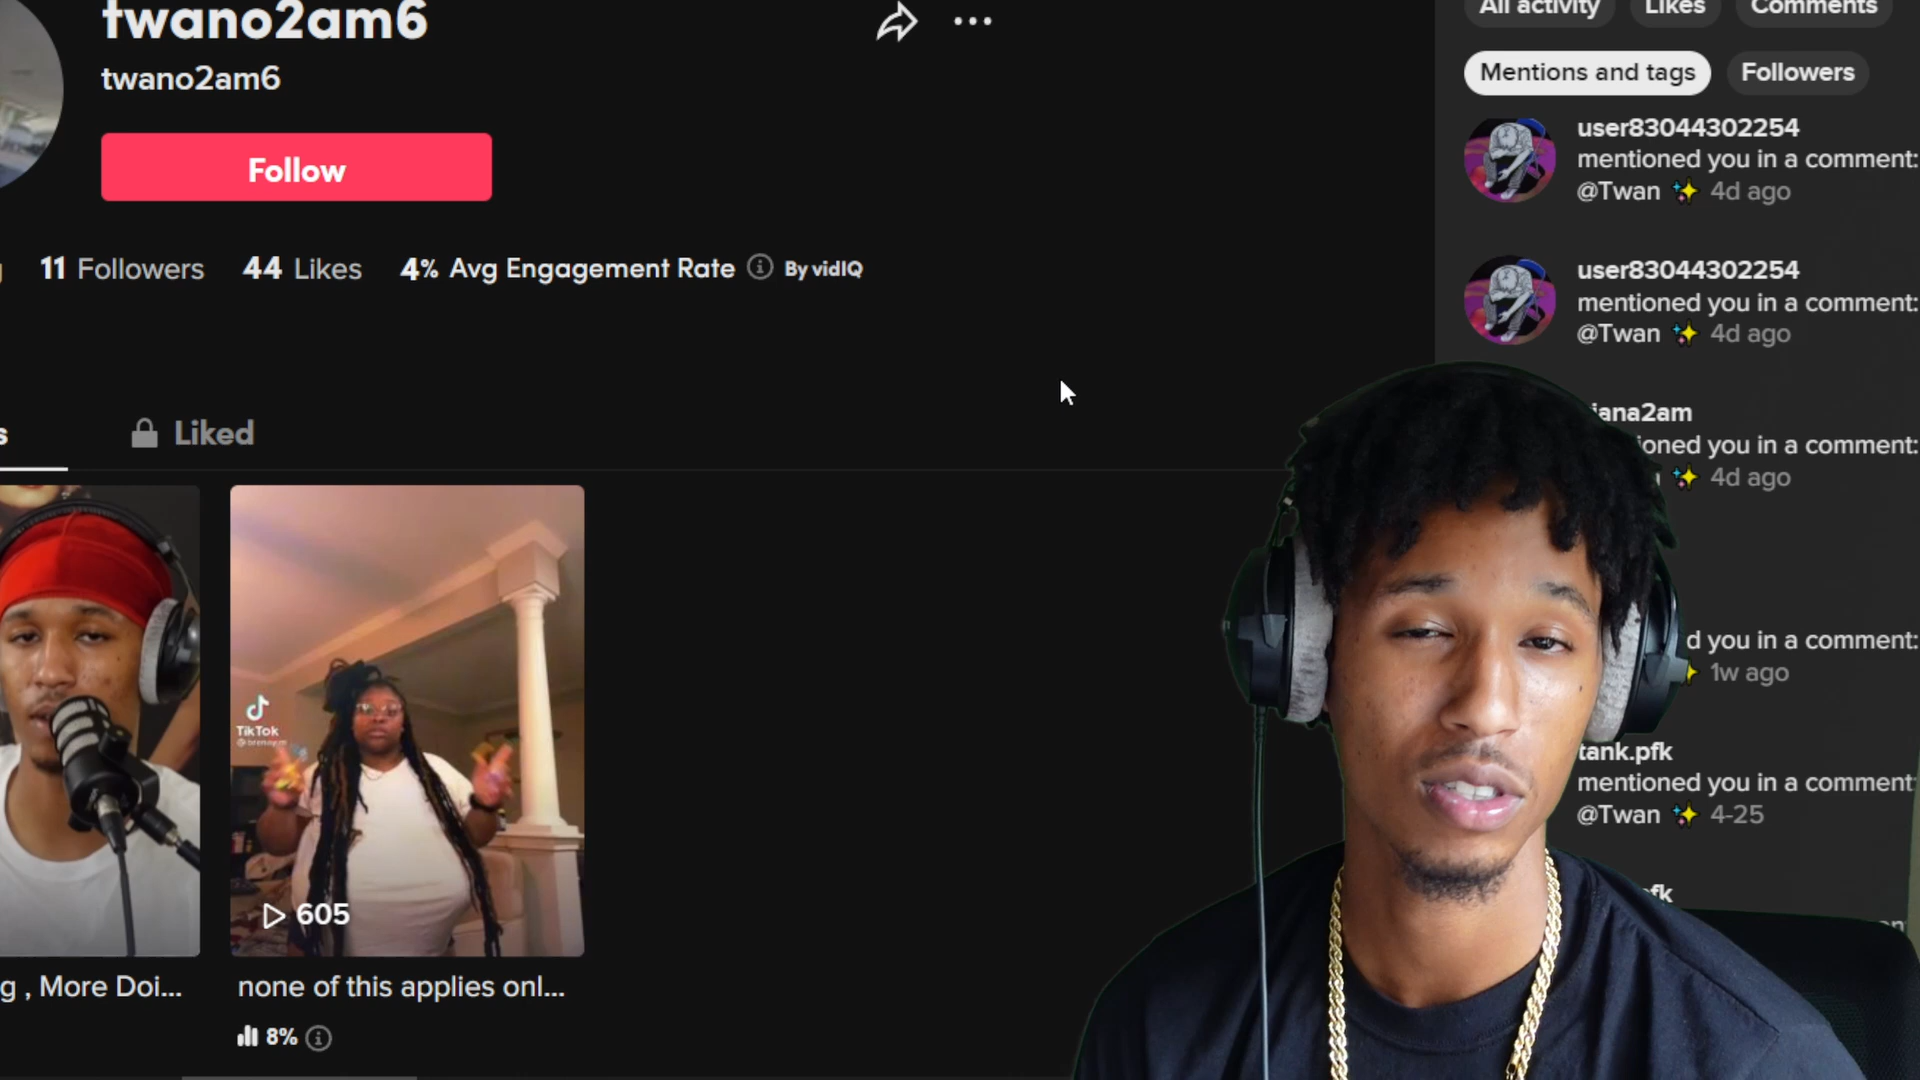 twano2am6
twano2am6
Follow
11 Followers 44 Likes 4% Avg Engagement Rate By vidIQ
Liked
TikTok
605
g , More Doi...
none of this applies onl...
8%
All activity Likes Comments
Mentions and tags Followers
user83044302254
mentioned you in a comment:
@Twan ✨ 4d ago
user83044302254
mentioned you in a comment:
@Twan ✨ 4d ago
iana2am
ioned you in a comment:
✨ 4d ago
d you in a comment:
1w ago
tank.pfk
mentioned you in a comment
@Twan ✨ 4-25
fk